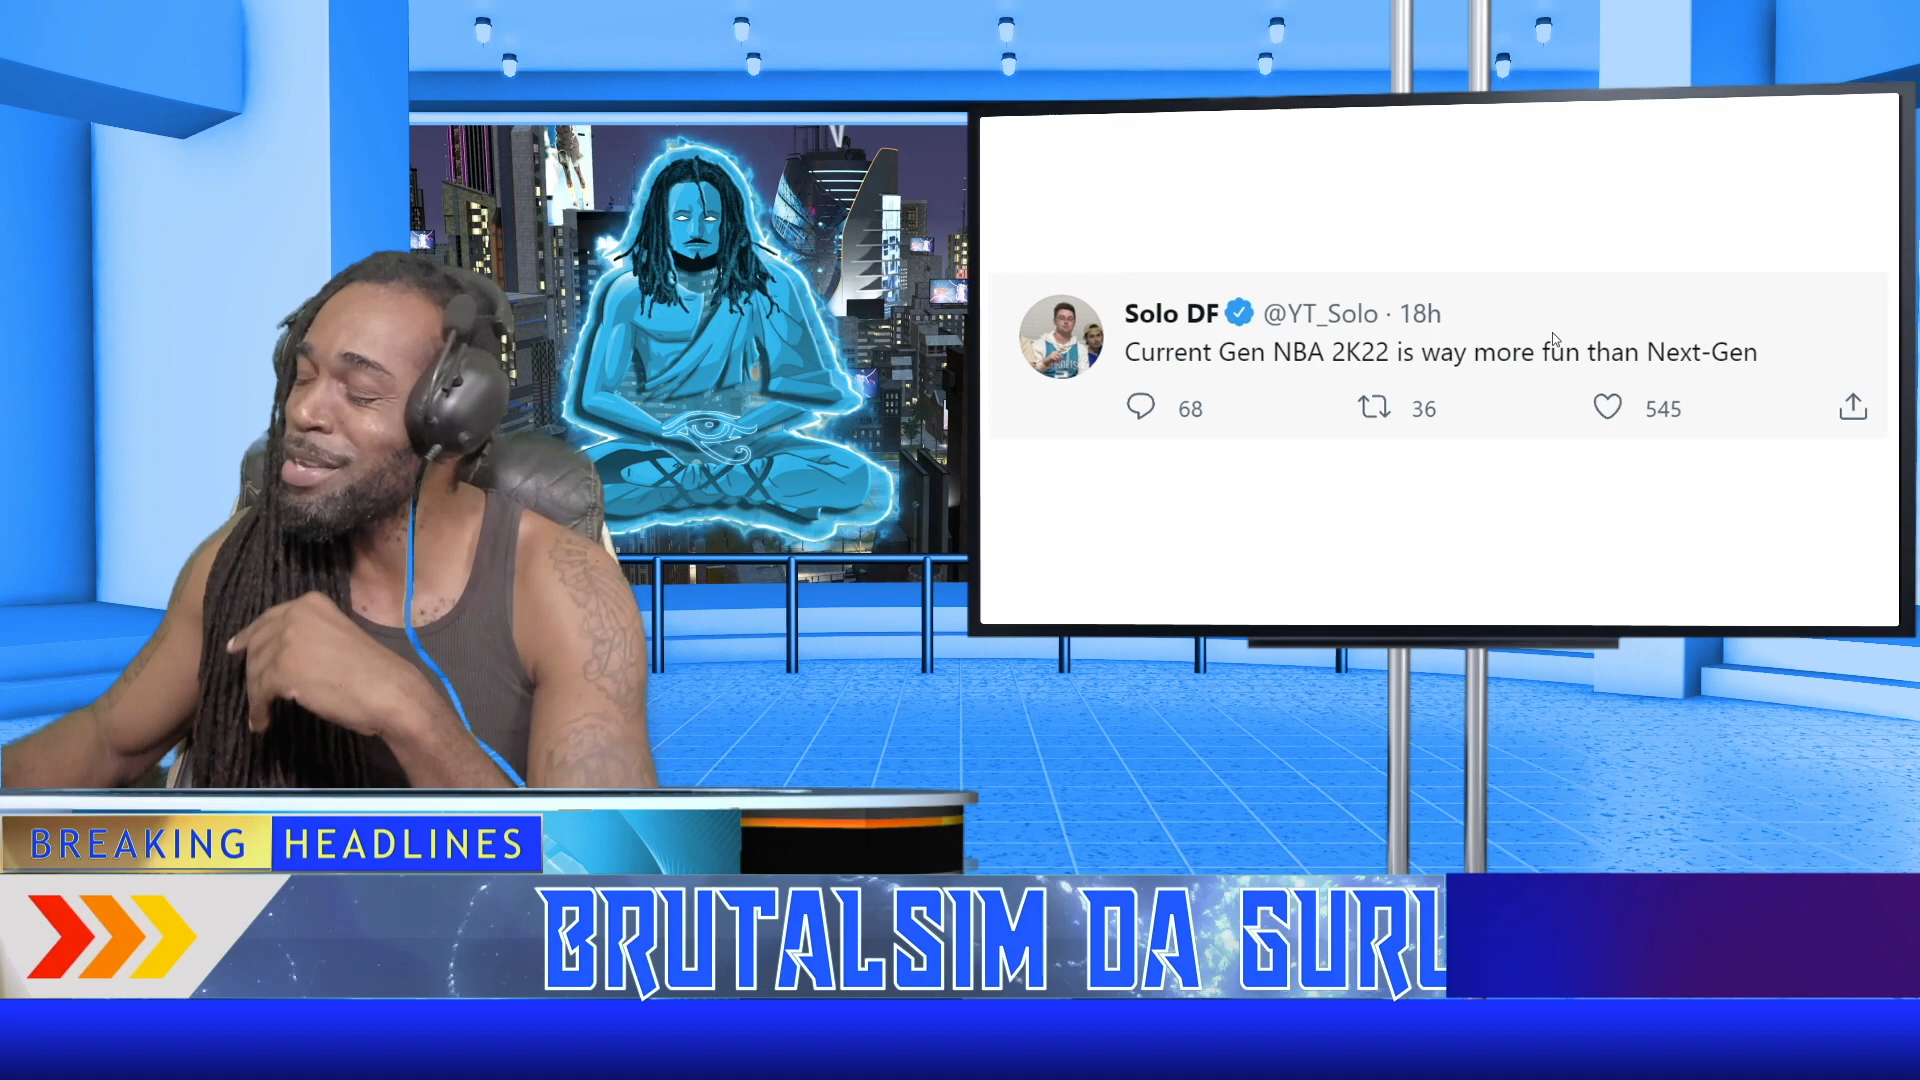 Solo DF @YT_Solo · 18h
Current Gen NBA 2K22 is way more fun than Next-Gen
68 36 545
BREAKING HEADLINES
BRUTALSIM DA GURU